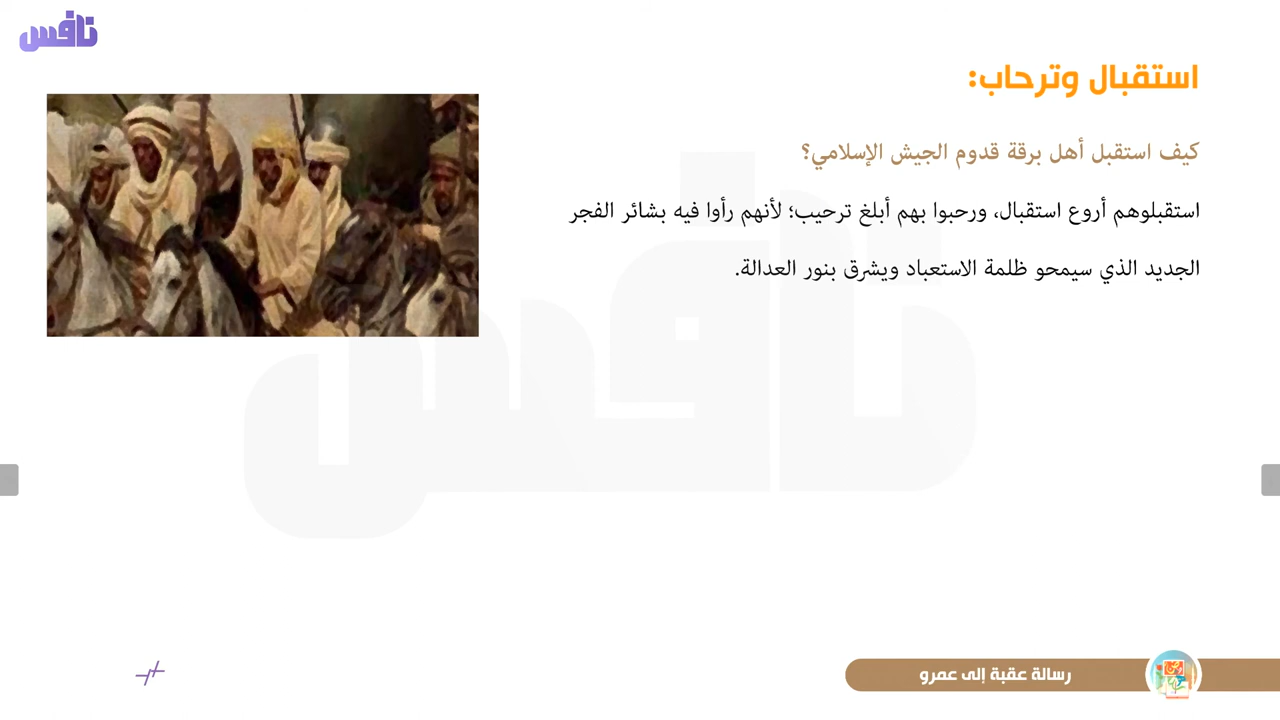 نافس
استقبال وترحاب:
كيف استقبل أهل برقة قدوم الجيش الإسلامي؟
استقبلوهم أروع استقبال، ورحبوا بهم أبلغ ترحيب؛ لأنهم رأوا فيه بشائر الفجر
الجديد الذي سيمحو ظلمة الاستعباد ويشرق بنور العدالة.
نافس
رسالة عقبة إلى عمرو